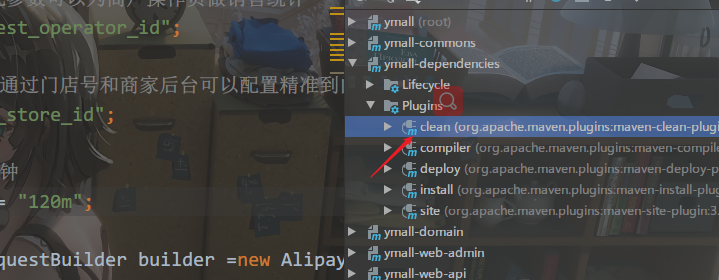 est_operator_id";
通过门店号和商家后台可以配置精准到
_store_id";
钟
= "120m";
questBuilder builder =new Alipay
ymall (root)
ymall-commons
ymall-dependencies
Lifecycle
Plugins
clean (org.apache.maven.plugins:maven-clean-plugi
compiler (org.apache.maven.plugins:maven-compile
deploy (org.apache.maven.plugins:maven-deploy-p
install (org.apache.maven.plugins:maven-install-plug
site (org.apache.maven.plugins:maven-site-plugin:3.
ymall-domain
ymall-web-admin
ymall-web-api